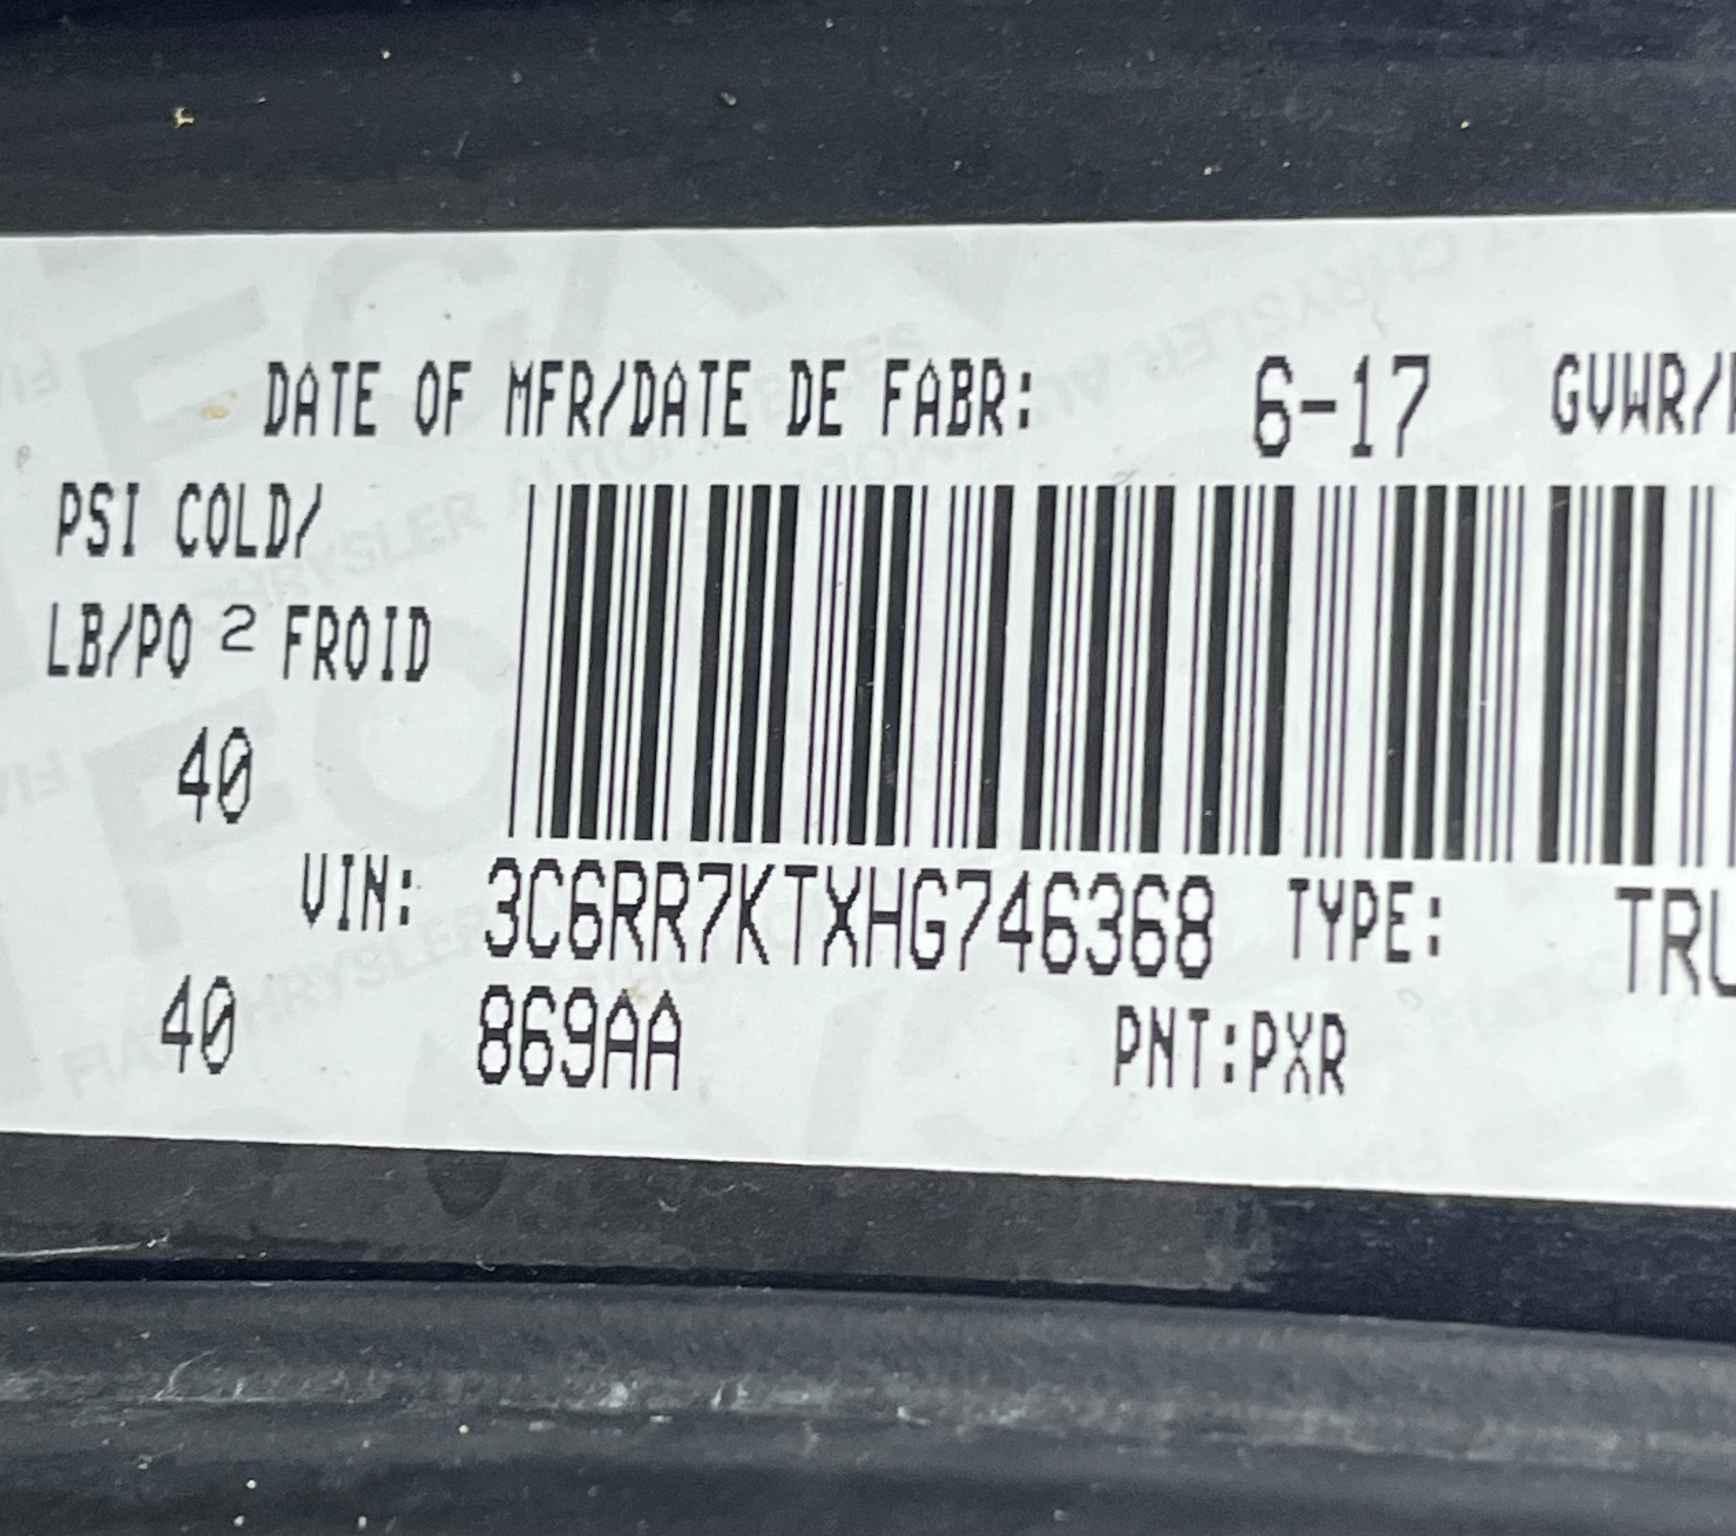 DATE OF MFR/DATE DE FABR: 6-17 GVWR/
PSI COLD/
LB/PO 2 FROID
40
VIN: 3C6RR7KTXHG746368 TYPE: TRU
40 869AA PNT:PXR